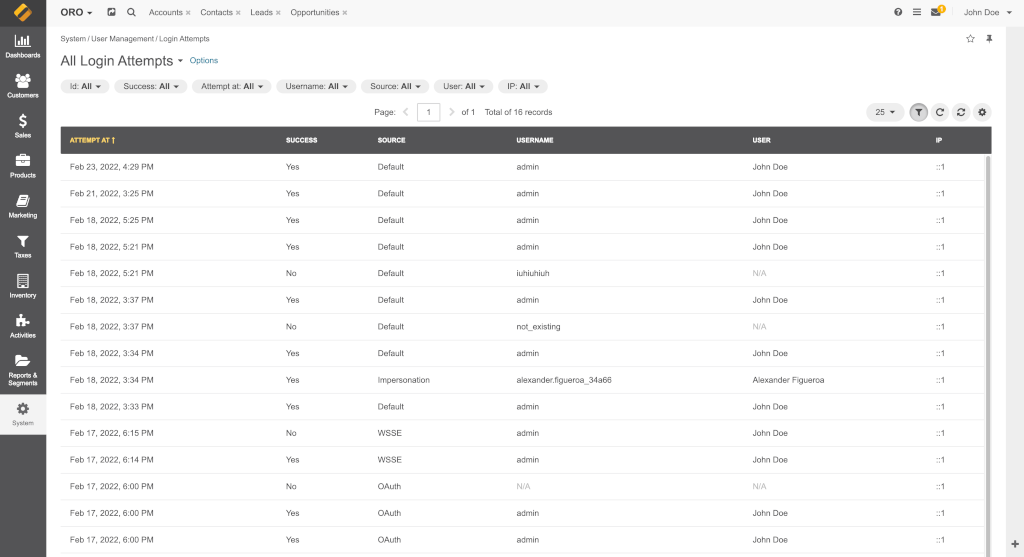 ORO Accounts × Contacts × Leads × Opportunities × 1 John Doe
System / User Management / Login Attempts
All Login Attempts Options
Id: All Success: All Attempt at: All Username: All Source: All User: All IP: All
Page: 1 of 1 Total of 16 records 25
ATTEMPT AT SUCCESS SOURCE USERNAME USER IP
Feb 23, 2022, 4:29 PM Yes Default admin John Doe ::1
Feb 21, 2022, 3:25 PM Yes Default admin John Doe ::1
Feb 18, 2022, 5:25 PM Yes Default admin John Doe ::1
Feb 18, 2022, 5:21 PM Yes Default admin John Doe ::1
Feb 18, 2022, 5:21 PM No Default iuhiuhiuh N/A ::1
Feb 18, 2022, 3:37 PM Yes Default admin John Doe ::1
Feb 18, 2022, 3:37 PM No Default not_existing N/A ::1
Feb 18, 2022, 3:34 PM Yes Default admin John Doe ::1
Feb 18, 2022, 3:34 PM Yes Impersonation alexander.figueroa_34a66 Alexander Figueroa ::1
Feb 18, 2022, 3:33 PM Yes Default admin John Doe ::1
Feb 17, 2022, 6:15 PM No WSSE admin John Doe ::1
Feb 17, 2022, 6:14 PM Yes WSSE admin John Doe ::1
Feb 17, 2022, 6:00 PM No OAuth N/A N/A ::1
Feb 17, 2022, 6:00 PM Yes OAuth admin John Doe ::1
Feb 17, 2022, 6:00 PM Yes OAuth admin John Doe ::1
Dashboards
Customers
Sales
Products
Marketing
Taxes
Inventory
Activities
Reports &
Segments
System